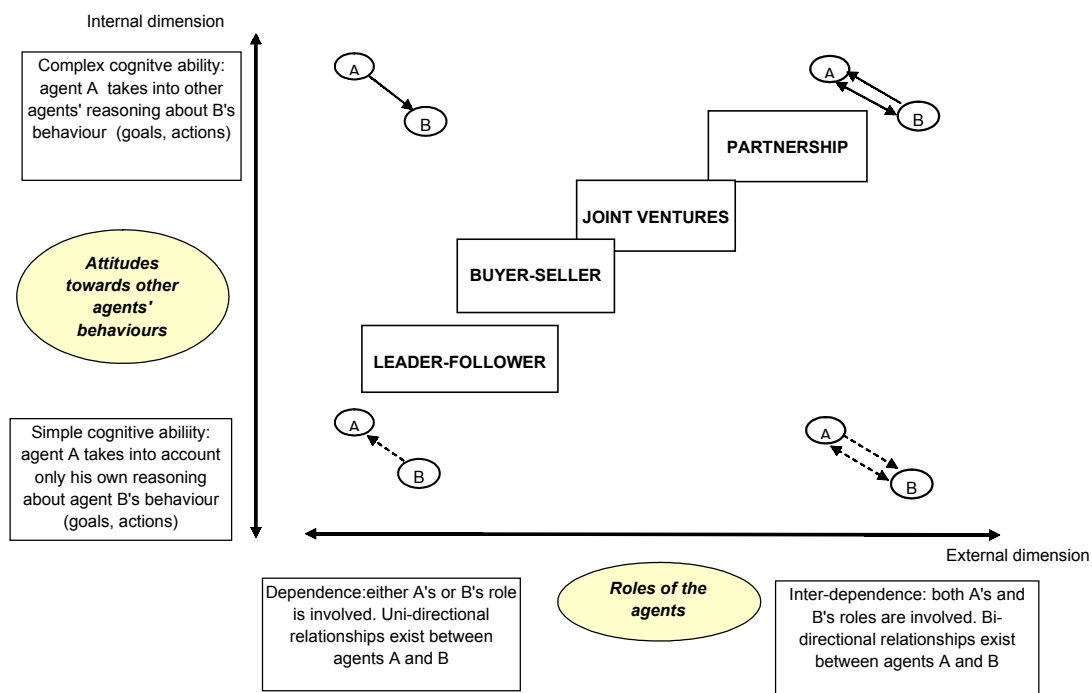 Internal dimension
Complex cognitve ability:
agent A takes into other
agents' reasoning about B's
behaviour (goals, actions)
A
B
A
B
PARTNERSHIP
JOINT VENTURES
BUYER-SELLER
LEADER-FOLLOWER
Attitudes
towards other
agents'
behaviours
Simple cognitive abiliity:
agent A takes into account
only his own reasoning
about agent B's behaviour
(goals, actions)
A
B
A
B
External dimension
Dependence:either A's or B's role
is involved. Uni-directional
relationships exist between
agents A and B
Roles of the
agents
Inter-dependence: both A's and
B's roles are involved. Bi-
directional relationships exist
between agents A and B